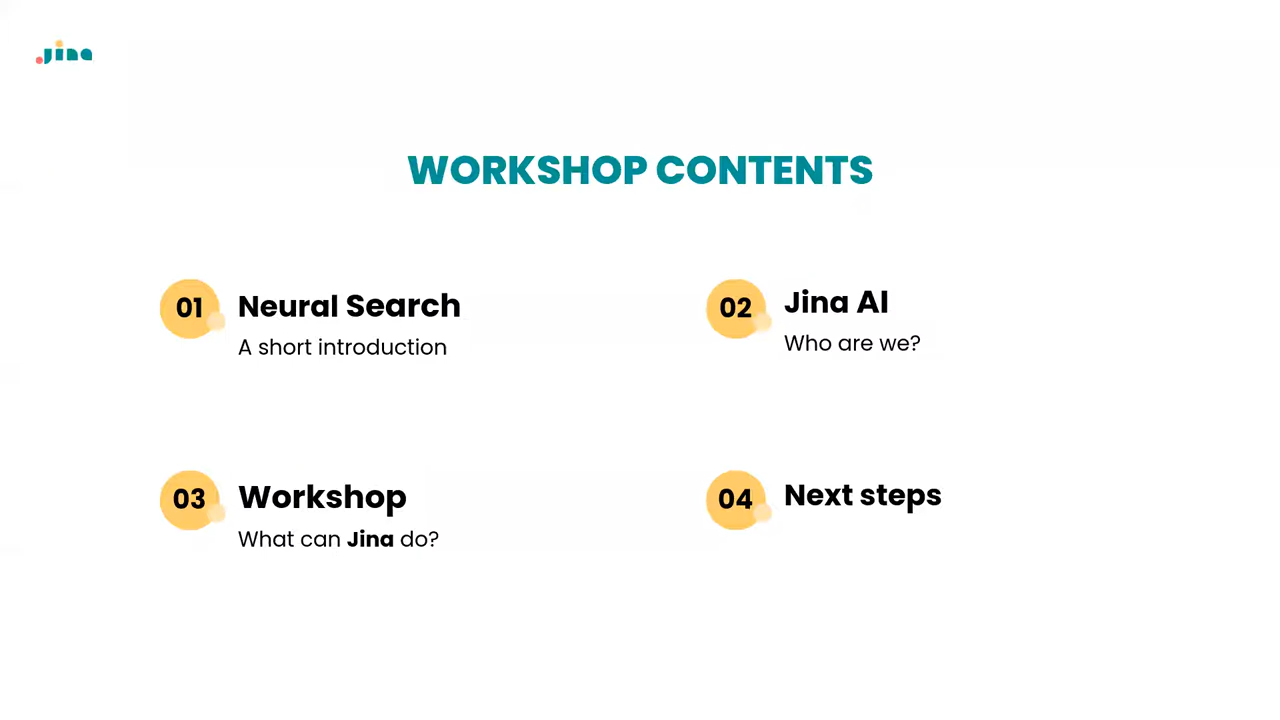 Jina
WORKSHOP CONTENTS
01
Neural Search
A short introduction
02
Jina AI
Who are we?
03
Workshop
What can Jina do?
04
Next steps